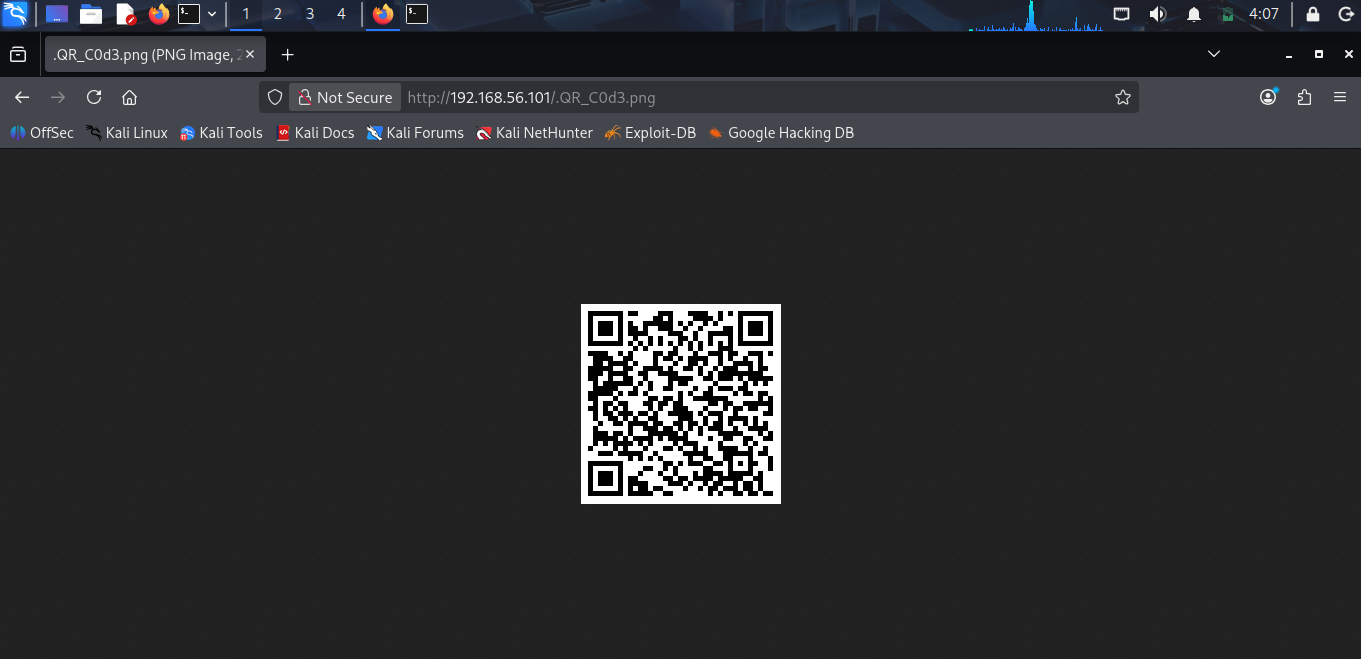 1 2 3 4 4:07
.QR_C0d3.png (PNG Image, 2
Not Secure http://192.168.56.101/.QR_C0d3.png
OffSec Kali Linux Kali Tools Kali Docs Kali Forums Kali NetHunter Exploit-DB Google Hacking DB